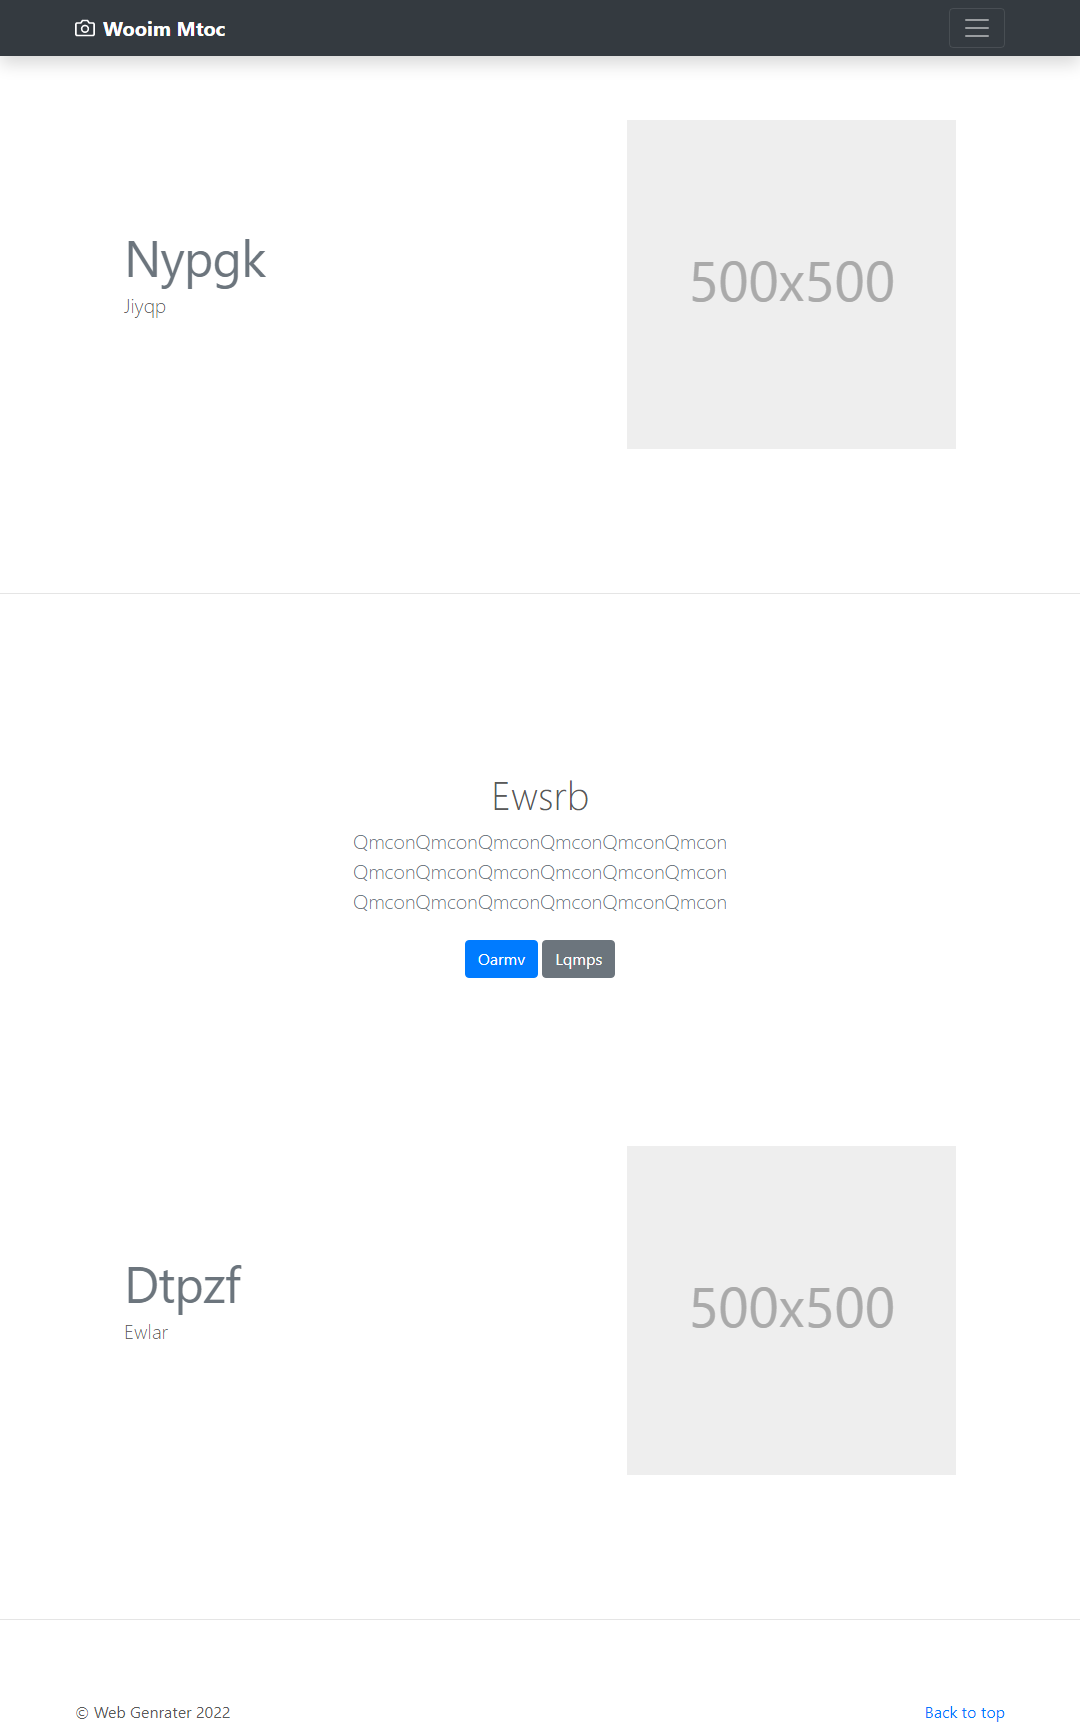 Wooim Mtoc
Nypgk
Jiyqp
500x500
Ewsrb
QmconQmconQmconQmconQmconQmcon
QmconQmconQmconQmconQmconQmcon
QmconQmconQmconQmconQmconQmcon
Oarmv Lqmps
Dtpzf
Ewlar
500x500
© Web Genrater 2022
Back to top